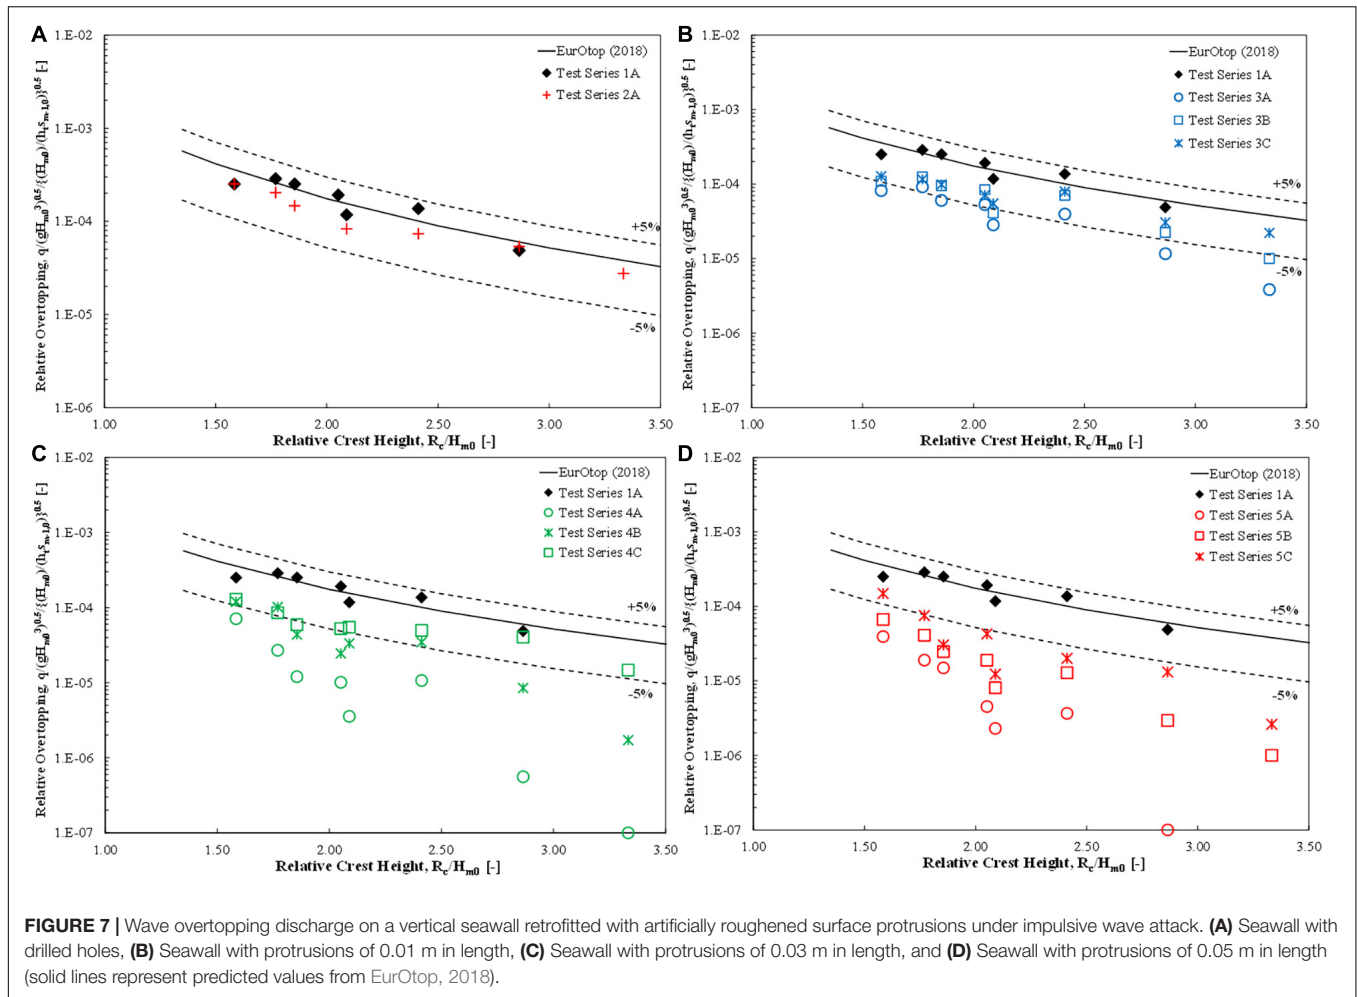 A
1.E-02
1.E-03
1.E-04
1.E-05
1.E-06
Relative Overtopping, q/(gHm0³)^0.5/{(Hm0)/(htsm-1,0)}^0.5 [-]
EurOtop (2018)
Test Series 1A
Test Series 2A
+5%
-5%
1.00 1.50 2.00 2.50 3.00 3.50
Relative Crest Height, Rc/Hm0 [-]
B
1.E-02
1.E-03
1.E-04
1.E-05
1.E-06
1.E-07
Relative Overtopping, q/(gHm0³)^0.5/{(Hm0)/(htsm-1,0)}^0.5 [-]
EurOtop (2018)
Test Series 1A
Test Series 3A
Test Series 3B
Test Series 3C
+5%
-5%
1.00 1.50 2.00 2.50 3.00 3.50
Relative Crest Height, Rc/Hm0 [-]
C
1.E-02
1.E-03
1.E-04
1.E-05
1.E-06
1.E-07
Relative Overtopping, q/(gHm0³)^0.5/{(Hm0)/(htsm-1,0)}^0.5 [-]
EurOtop (2018)
Test Series 1A
Test Series 4A
Test Series 4B
Test Series 4C
+5%
-5%
1.00 1.50 2.00 2.50 3.00 3.50
Relative Crest Height, Rc/Hm0 [-]
D
1.E-02
1.E-03
1.E-04
1.E-05
1.E-06
1.E-07
Relative Overtopping, q/(gHm0³)^0.5/{(Hm0)/(htsm-1,0)}^0.5 [-]
EurOtop (2018)
Test Series 1A
Test Series 5A
Test Series 5B
Test Series 5C
+5%
-5%
1.00 1.50 2.00 2.50 3.00 3.50
Relative Crest Height, Rc/Hm0 [-]
FIGURE 7 | Wave overtopping discharge on a vertical seawall retrofitted with artificially roughened surface protrusions under impulsive wave attack. (A) Seawall with
drilled holes, (B) Seawall with protrusions of 0.01 m in length, (C) Seawall with protrusions of 0.03 m in length, and (D) Seawall with protrusions of 0.05 m in length
(solid lines represent predicted values from EurOtop, 2018).